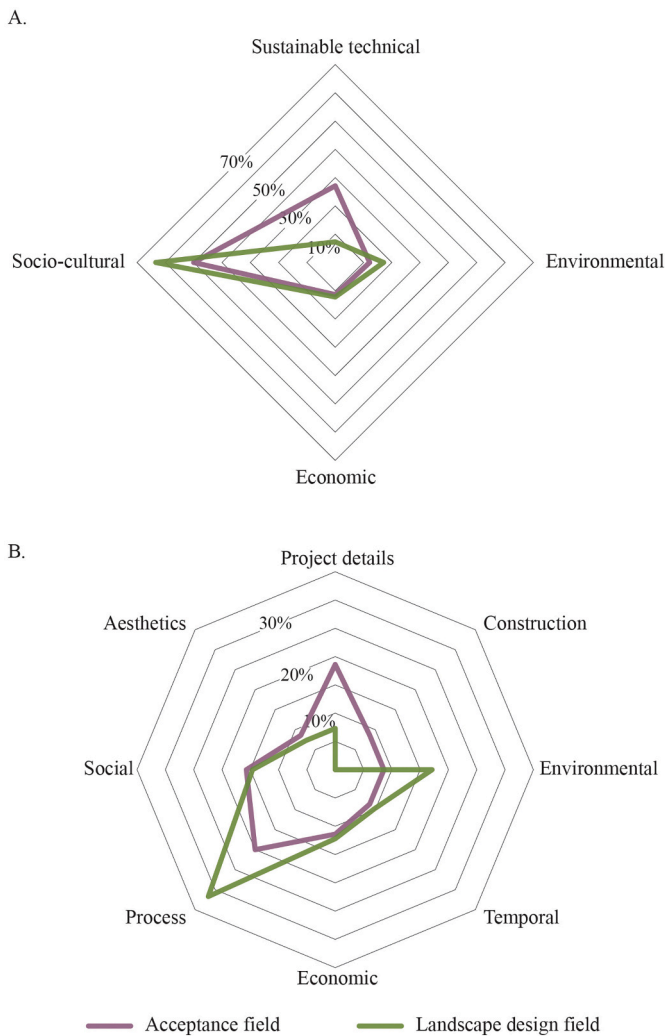 A.
Sustainable technical
70%
50%
30%
10%
Socio-cultural
Environmental
Economic
B.
Project details
Aesthetics
Construction
30%
20%
10%
Social
Environmental
Process
Temporal
Economic
Acceptance field
Landscape design field